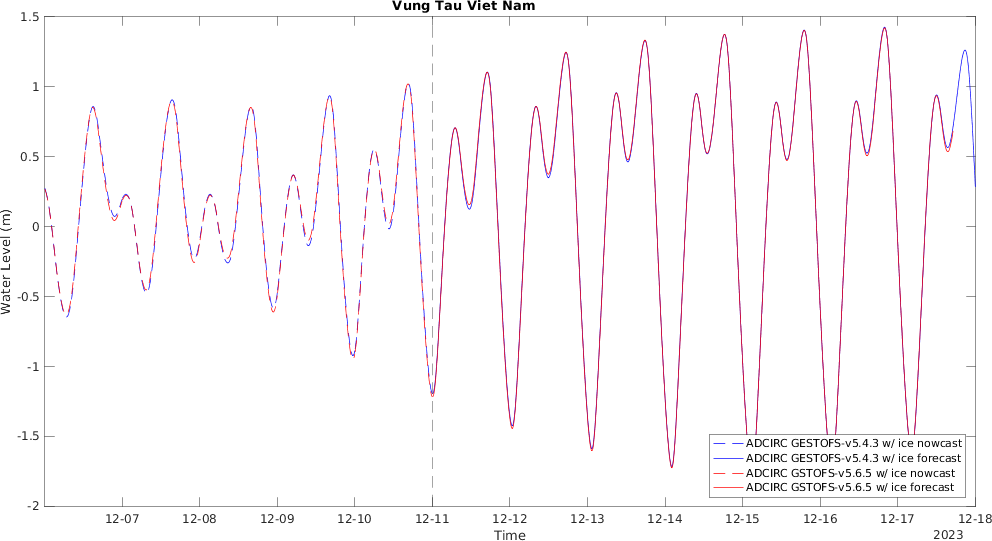 Vung Tau Viet Nam
Water Level (m)
1.5
1
0.5
0
-0.5
-1
-1.5
-2
ADCIRC GESTOFS-v5.4.3 w/ ice nowcast
ADCIRC GESTOFS-v5.4.3 w/ ice forecast
ADCIRC GSTOFS-v5.6.5 w/ ice nowcast
ADCIRC GSTOFS-v5.6.5 w/ ice forecast
12-07 12-08 12-09 12-10 12-11 12-12 12-13 12-14 12-15 12-16 12-17 12-18
Time
2023